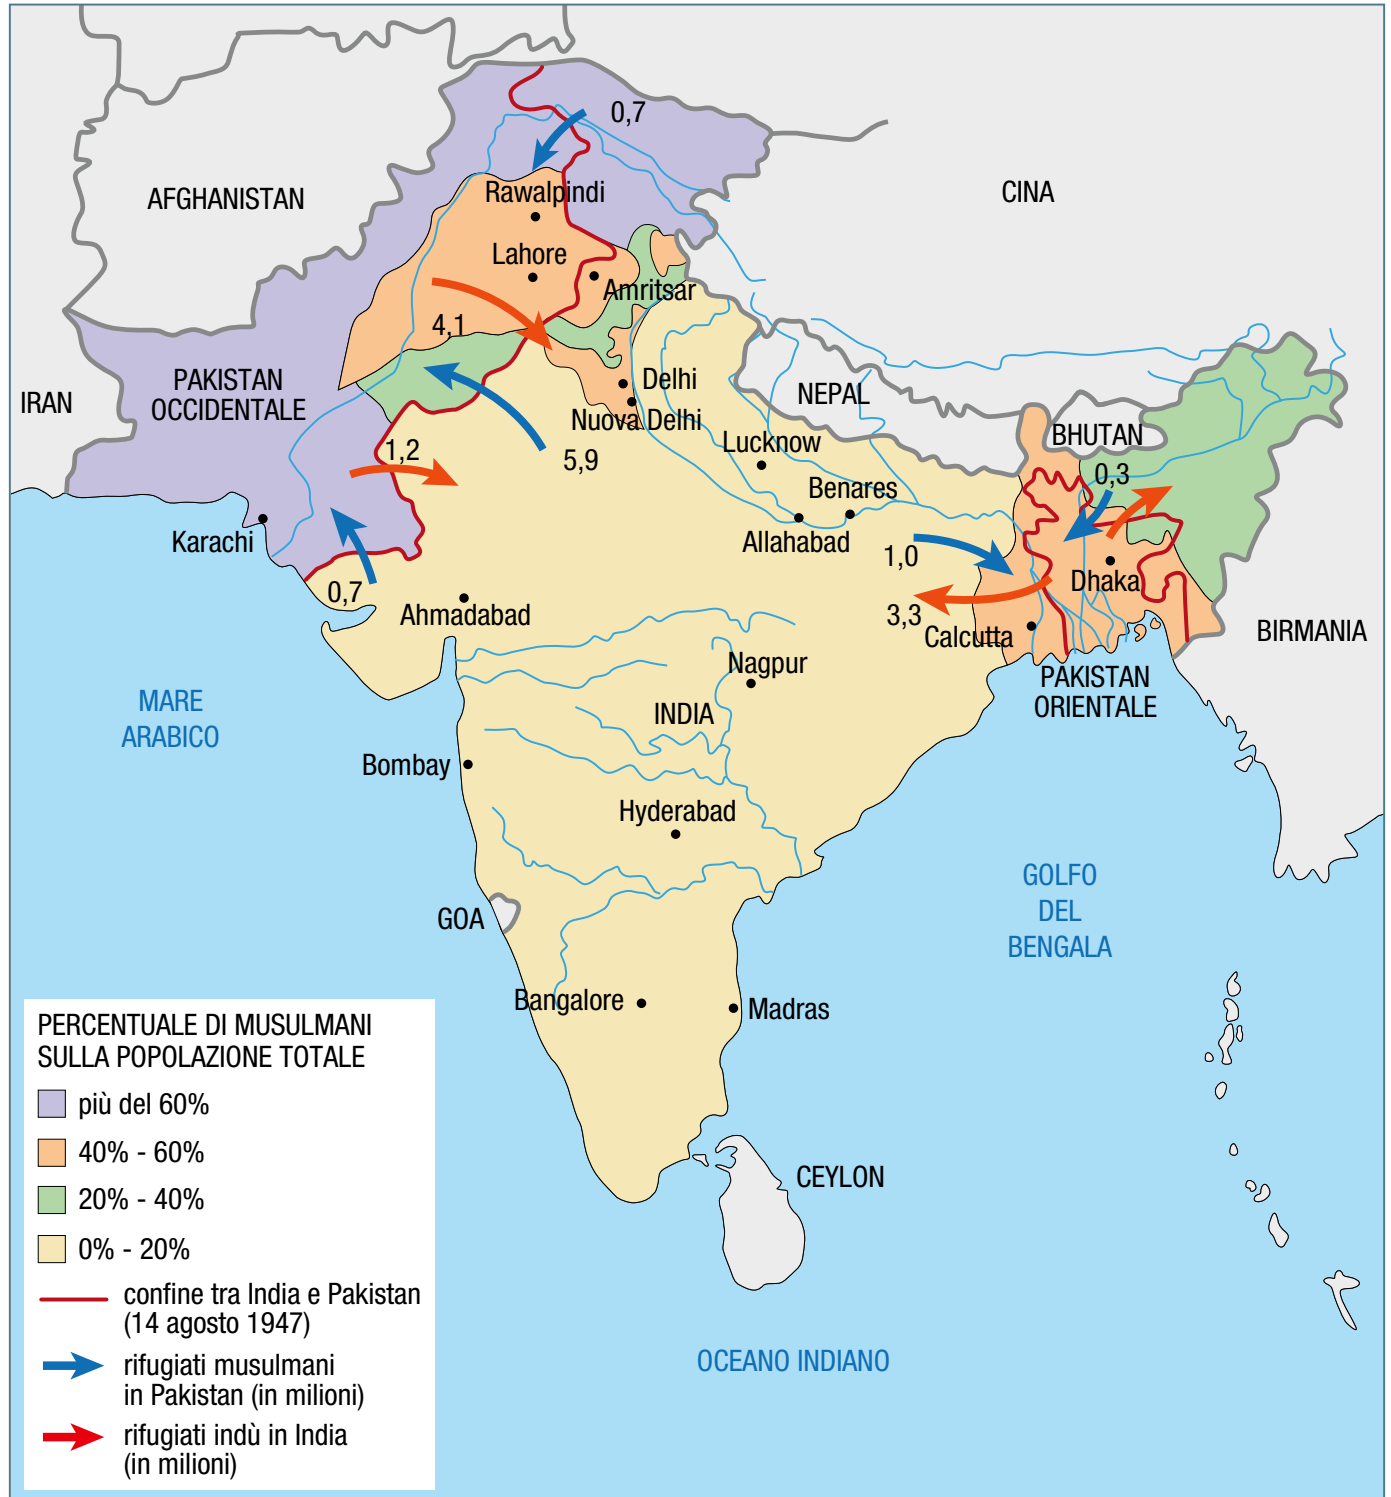 0,7
AFGHANISTAN
CINA
Rawalpindi
Lahore
Amritsar
4,1
PAKISTAN
OCCIDENTALE
IRAN
Delhi
Nuova Delhi
NEPAL
BHUTAN
Lucknow
1,2
5,9
0,3
Benares
Karachi
Allahabad
1,0
Dhaka
0,7
Ahmadabad
3,3
Calcutta
BIRMANIA
Nagpur
PAKISTAN
ORIENTALE
MARE
ARABICO
INDIA
Bombay
Hyderabad
GOLFO
DEL
BENGALA
GOA
Bangalore
Madras
CEYLON
OCEANO INDIANO
PERCENTUALE DI MUSULMANI
SULLA POPOLAZIONE TOTALE
più del 60%
40% - 60%
20% - 40%
0% - 20%
confine tra India e Pakistan
(14 agosto 1947)
rifugiati musulmani
in Pakistan (in milioni)
rifugiati indù in India
(in milioni)